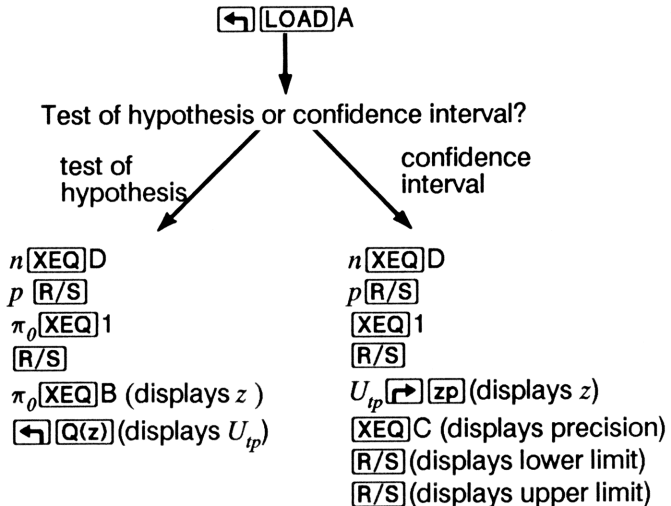 ↰ LOAD A
Test of hypothesis or confidence interval?
test of
hypothesis
n XEQ D
p R/S
π₀ XEQ 1
R/S
π₀ XEQ B (displays z )
↰ Q(z) (displays Uₜₚ)
confidence
interval
n XEQ D
p R/S
XEQ 1
R/S
Uₜₚ ↱ zp (displays z)
XEQ C (displays precision)
R/S (displays lower limit)
R/S (displays upper limit)